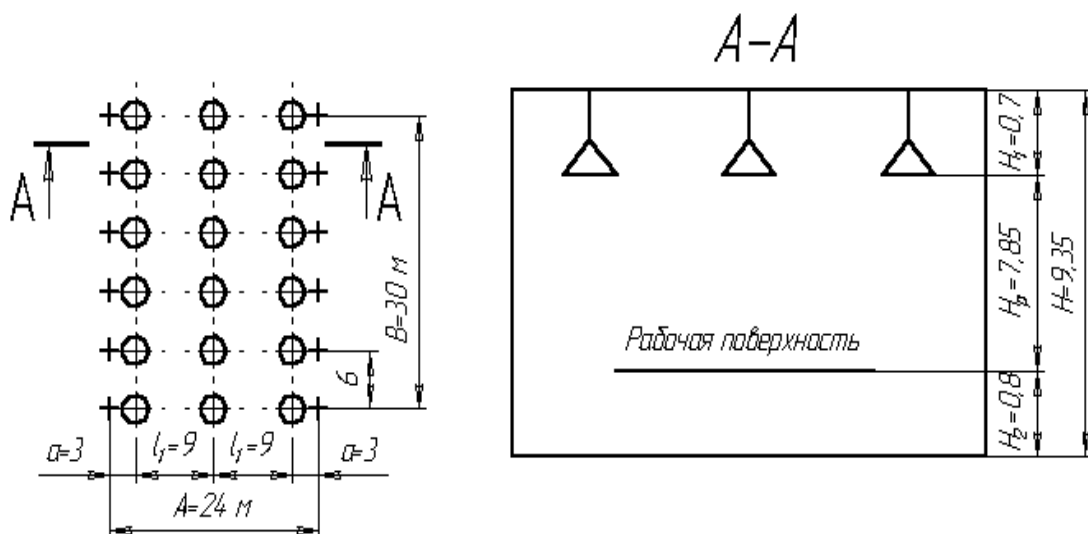 А–А
А
А
B=30 м
6
a=3
l₁=9
l₁=9
a=3
A=24 м
H₁=0,7
Hр=7,85
H=9,35
Рабочая поверхность
H₂=0,8